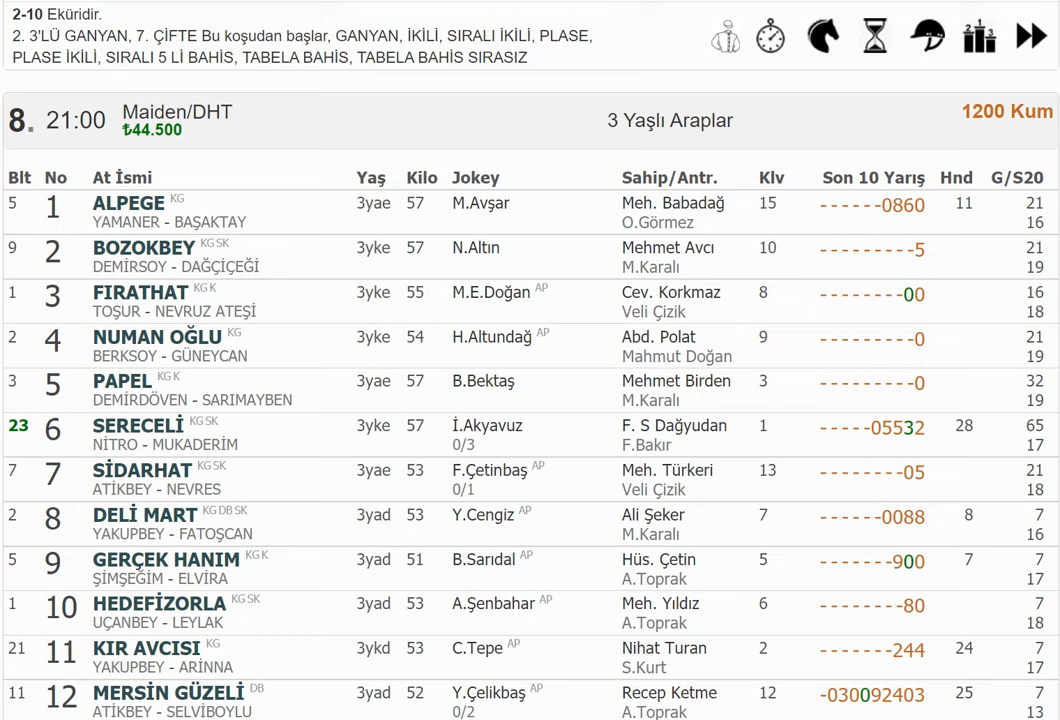 2-10 Eküridir.
2. 3'LÜ GANYAN, 7. ÇİFTE Bu koşudan başlar, GANYAN, İKİLİ, SIRALI İKİLİ, PLASE,
PLASE İKİLİ, SIRALI 5 Lİ BAHİS, TABELA BAHİS, TABELA BAHİS SIRASIZ
2 1 3
8. 21:00 Maiden/DHT 3 Yaşlı Araplar 1200 Kum
₺44.500
Blt No At İsmi Yaş Kilo Jokey Sahip/Antr. Klv Son 10 Yarış Hnd G/S20
5 1 ALPEGE KG 3yae 57 M.Avşar Meh. Babadağ 15 ------0860 11 21
YAMANER - BAŞAKTAY O.Görmez 16
9 2 BOZOKBEY KG SK 3yke 57 N.Altın Mehmet Avcı 10 ---------5 21
DEMİRSOY - DAĞÇİÇEĞİ M.Karalı 19
1 3 FIRATHAT KG K 3yke 55 M.E.Doğan AP Cev. Korkmaz 8 --------00 16
TOŞUR - NEVRUZ ATEŞİ Veli Çizik 18
2 4 NUMAN OĞLU KG 3yke 54 H.Altundağ AP Abd. Polat 9 ---------0 21
BERKSOY - GÜNEYCAN Mahmut Doğan 19
3 5 PAPEL KG K 3yae 57 B.Bektaş Mehmet Birden 3 ---------0 32
DEMİRDÖVEN - SARIMAYBEN M.Karalı 19
23 6 SERECELİ KG SK 3yke 57 İ.Akyavuz F. S Dağyudan 1 -----05532 28 65
NİTRO - MUKADERİM 0/3 F.Bakır 17
7 7 SİDARHAT KG SK 3yae 53 F.Çetinbaş AP Meh. Türkeri 13 --------05 21
ATİKBEY - NEVRES 0/1 Veli Çizik 18
2 8 DELİ MART KG DB SK 3yad 53 Y.Cengiz AP Ali Şeker 7 ------0088 8 7
YAKUPBEY - FATOŞCAN M.Karalı 16
5 9 GERÇEK HANIM KG K 3yad 51 B.Sarıdal AP Hüs. Çetin 5 -------900 7 7
ŞİMŞEĞİM - ELVİRA A.Toprak 17
1 10 HEDEFİZORLA KG SK 3yad 53 A.Şenbahar AP Meh. Yıldız 6 --------80 7
UÇANBEY - LEYLAK A.Toprak 18
21 11 KIR AVCISI KG 3ykd 53 C.Tepe AP Nihat Turan 2 -------244 24 7
YAKUPBEY - ARİNNA S.Kurt 17
11 12 MERSİN GÜZELİ DB 3yad 52 Y.Çelikbaş AP Recep Ketme 12 -030092403 25 7
ATİKBEY - SELVİBOYLU 0/2 A.Toprak 13